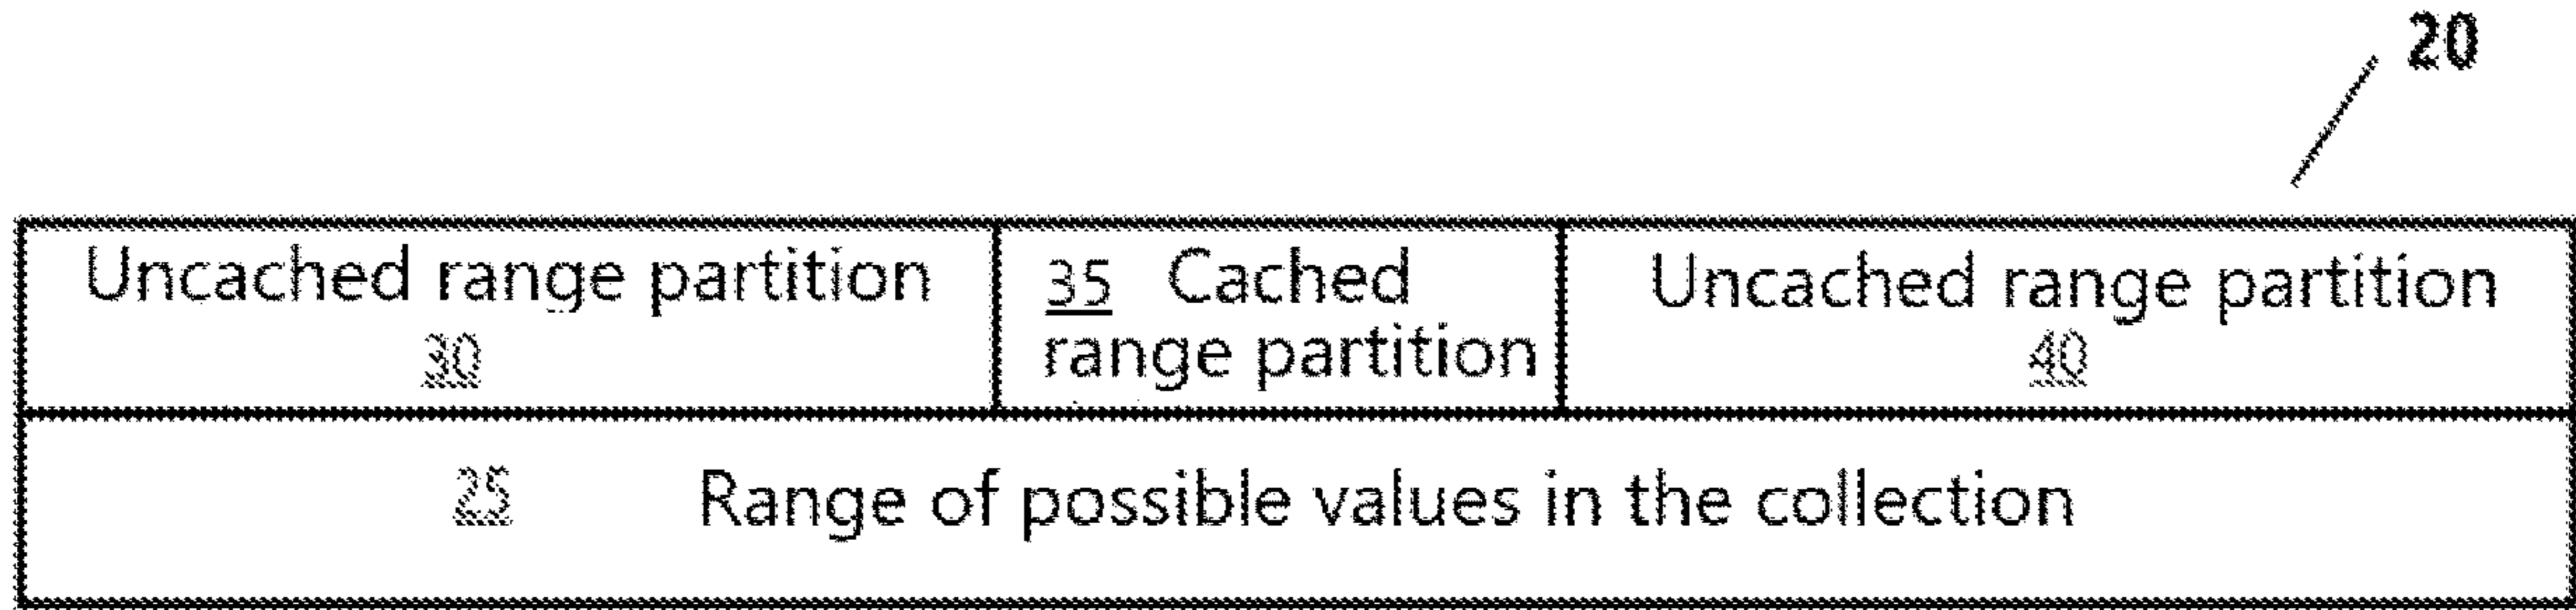 20
Uncached range partition
30
35 Cached
range partition
Uncached range partition
40
25 Range of possible values in the collection